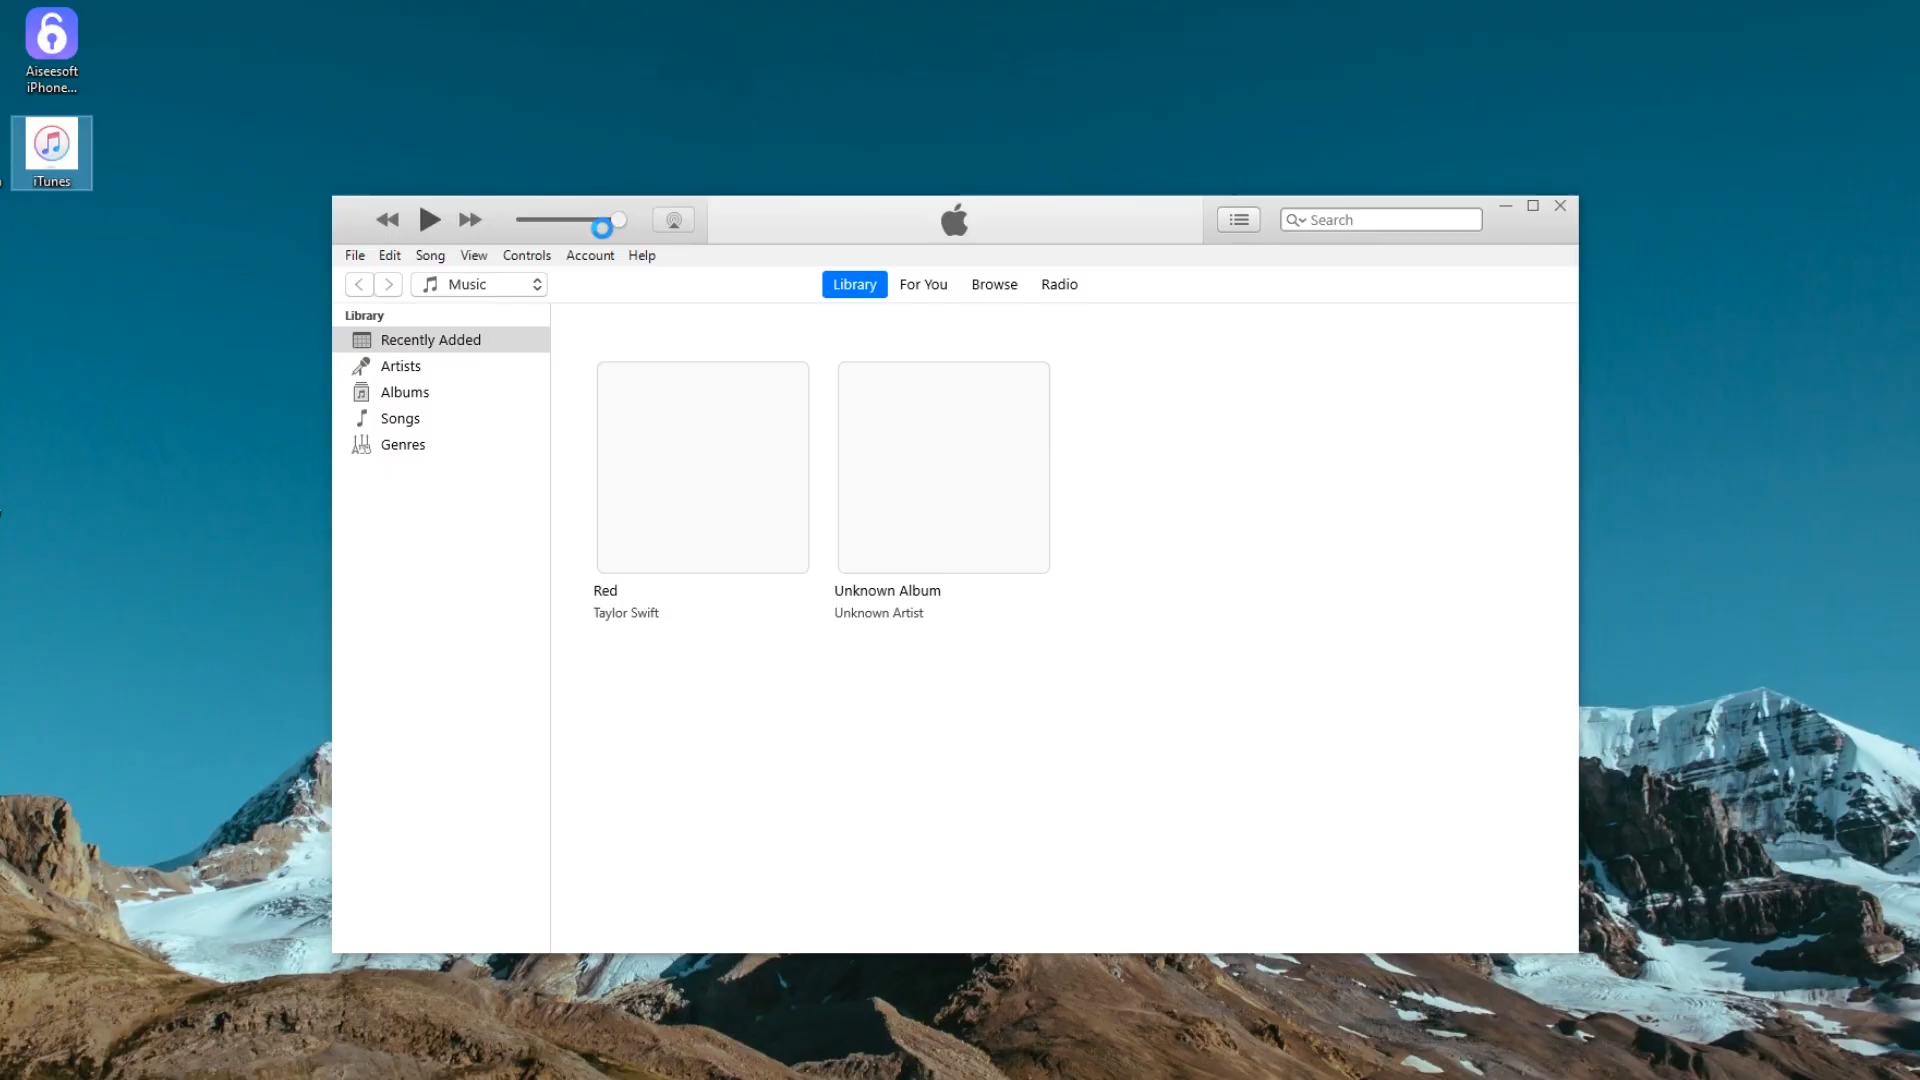 Aiseesoft
iPhone...
iTunes
Search
File Edit Song View Controls Account Help
Music
Library For You Browse Radio
Library
Recently Added
Artists
Albums
Songs
Genres
Red
Taylor Swift
Unknown Album
Unknown Artist